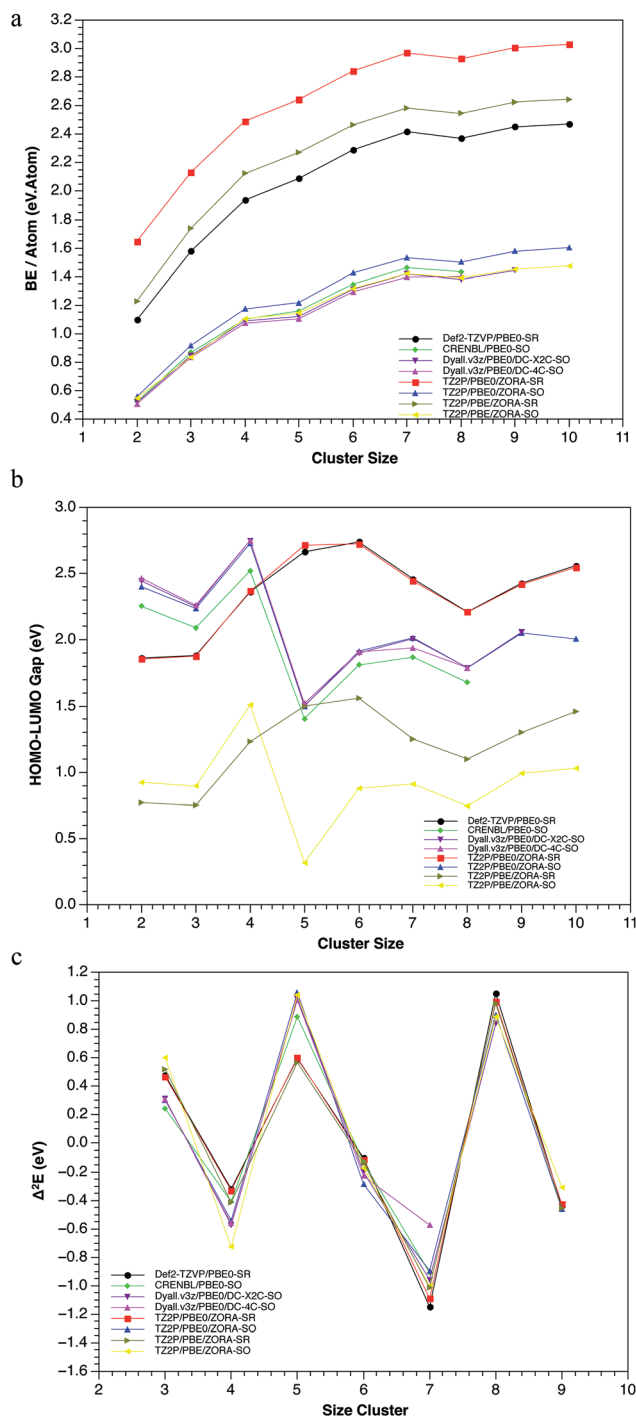 a
3.2
3.0
2.8
2.6
2.4
2.2
2.0
1.8
1.6
1.4
1.2
1.0
0.8
0.6
0.4
BE / Atom (eV.Atom)
Def2-TZVP/PBE0-SR
CRENBL/PBE0-SO
Dyall.v3z/PBE0/DC-X2C-SO
Dyall.v3z/PBE0/DC-4C-SO
TZ2P/PBE0/ZORA-SR
TZ2P/PBE0/ZORA-SO
TZ2P/PBE/ZORA-SR
TZ2P/PBE/ZORA-SO
1 2 3 4 5 6 7 8 9 10 11
Cluster Size
b
3.0
2.5
2.0
1.5
1.0
0.5
0.0
HOMO-LUMO Gap (eV)
Def2-TZVP/PBE0-SR
CRENBL/PBE0-SO
Dyall.v3z/PBE0/DC-X2C-SO
Dyall.v3z/PBE0/DC-4C-SO
TZ2P/PBE0/ZORA-SR
TZ2P/PBE0/ZORA-SO
TZ2P/PBE/ZORA-SR
TZ2P/PBE/ZORA-SO
1 2 3 4 5 6 7 8 9 10 11
Cluster Size
c
1.2
1.0
0.8
0.6
0.4
0.2
0.0
−0.2
−0.4
−0.6
−0.8
−1.0
−1.2
−1.4
−1.6
Δ²E (eV)
Def2-TZVP/PBE0-SR
CRENBL/PBE0-SO
Dyall.v3z/PBE0/DC-X2C-SO
Dyall.v3z/PBE0/DC-4C-SO
TZ2P/PBE0/ZORA-SR
TZ2P/PBE0/ZORA-SO
TZ2P/PBE/ZORA-SR
TZ2P/PBE/ZORA-SO
2 3 4 5 6 7 8 9 10
Size Cluster